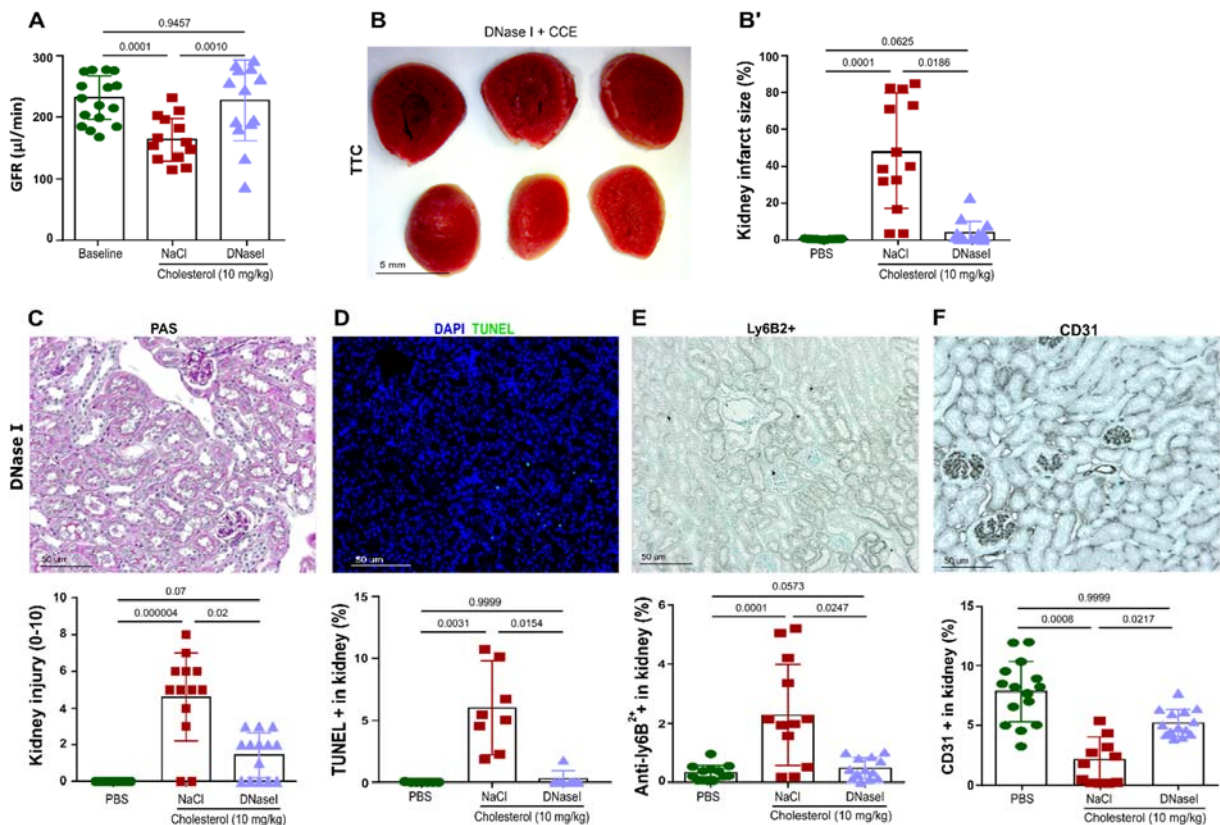 A
0.9457
0.0001 0.0010
GFR (µl/min)
300
200
100
0
Baseline NaCl DNaseI
Cholesterol (10 mg/kg)
B
DNase I + CCE
TTC
5 mm
B'
0.0625
0.0001 0.0186
Kidney infarct size (%)
100
80
60
40
20
0
PBS NaCl DNaseI
Cholesterol (10 mg/kg)
C
PAS
DNase I
50 um
D
DAPI TUNEL
50 um
E
Ly6B2+
50 um
F
CD31
50 um
0.07
0.000004 0.02
Kidney injury (0-10)
10
8
6
4
2
0
PBS NaCl DNaseI
Cholesterol (10 mg/kg)
0.9999
0.0031 0.0154
TUNEL + in kidney (%)
15
10
5
0
PBS NaCl DNaseI
Cholesterol (10 mg/kg)
0.0573
0.0001 0.0247
Anti-ly6B2+ + in kidney (%)
6
4
2
0
PBS NaCl DNaseI
Cholesterol (10 mg/kg)
0.9999
0.0008 0.0217
CD31 + in kidney (%)
15
10
5
0
PBS NaCl DNaseI
Cholesterol (10 mg/kg)